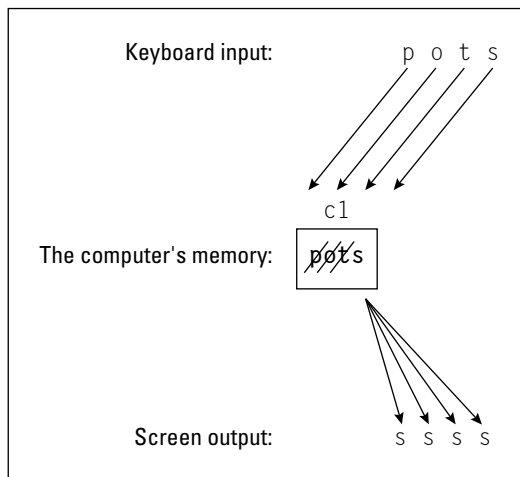 Keyboard input: p o t s
c1
The computer's memory: pots
Screen output: s s s s